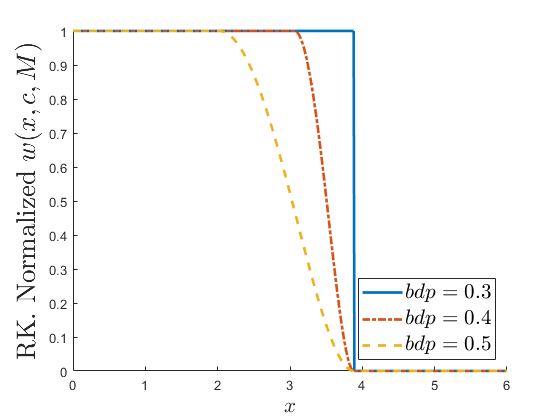 RK. Normalized w(x, c, M)
1
0.9
0.8
0.7
0.6
0.5
0.4
0.3
0.2
0.1
0
0 1 2 3 4 5 6
x
bdp = 0.3
bdp = 0.4
bdp = 0.5